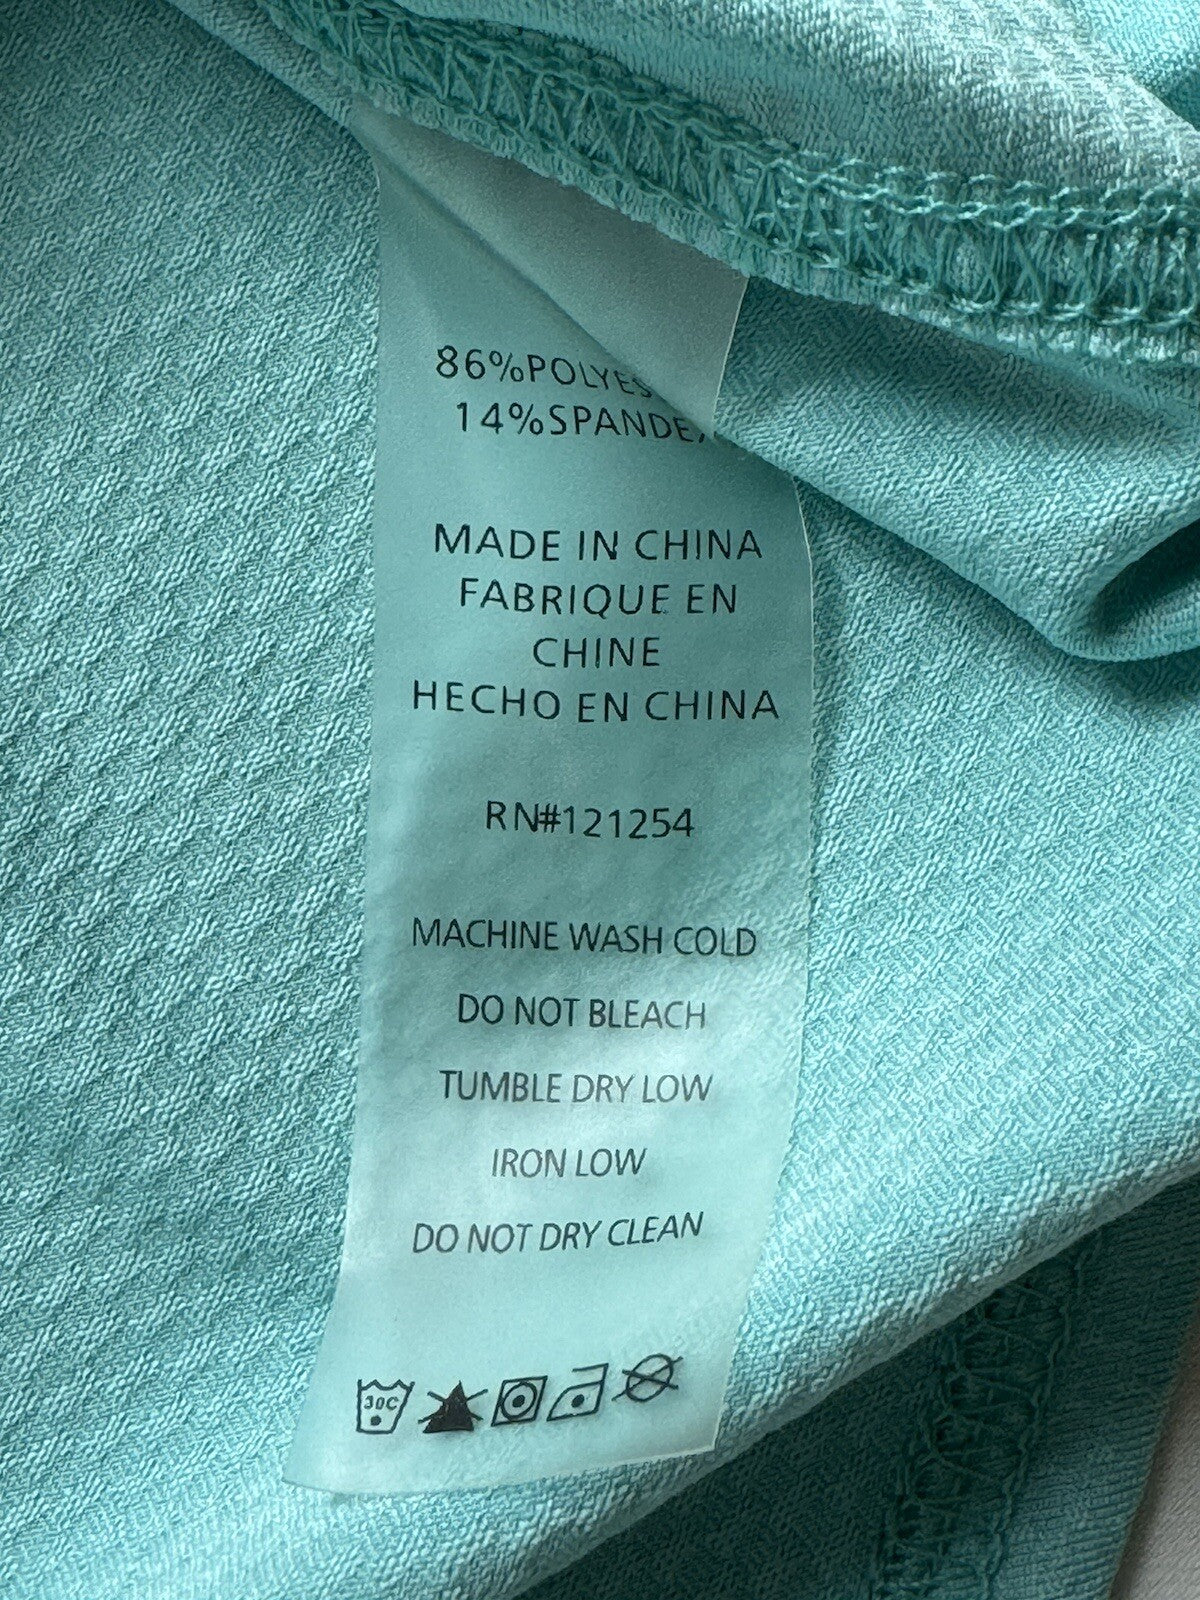 86%POLYES
14%SPANDEX
MADE IN CHINA
FABRIQUE EN
CHINE
HECHO EN CHINA
RN#121254
MACHINE WASH COLD
DO NOT BLEACH
TUMBLE DRY LOW
IRON LOW
DO NOT DRY CLEAN
30C